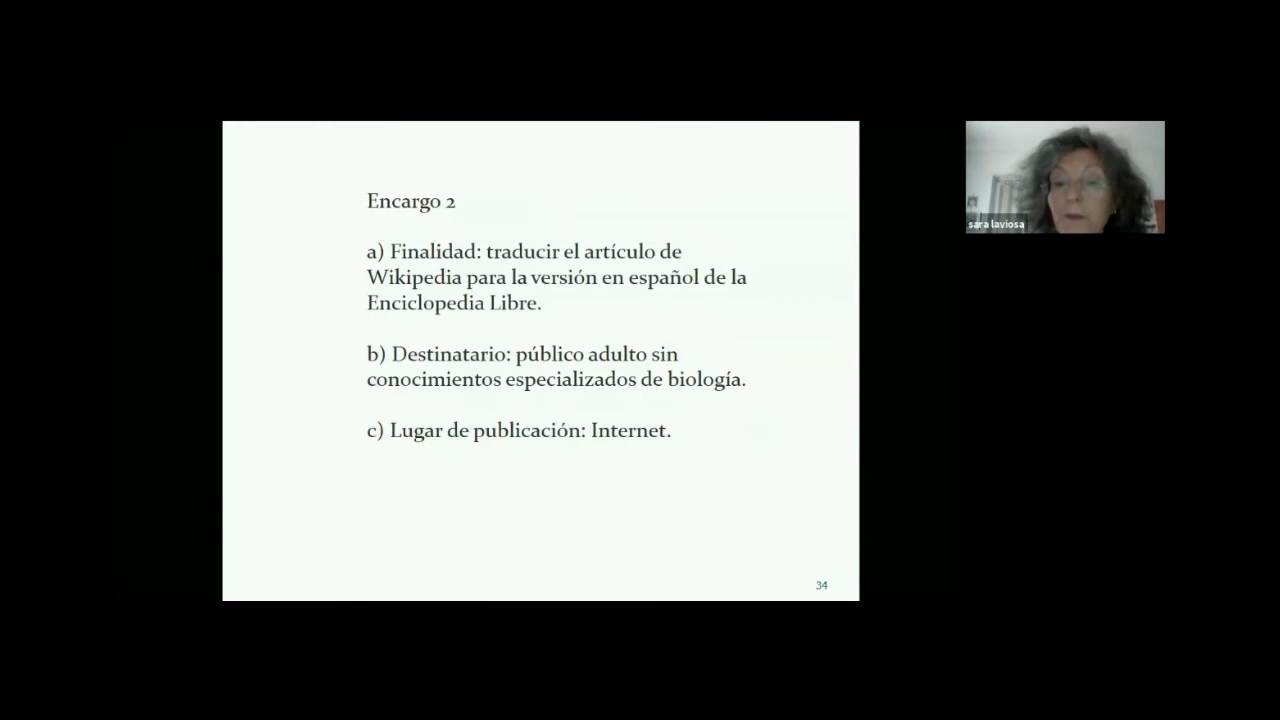 Encargo 2
a) Finalidad: traducir el artículo de
Wikipedia para la versión en español de la
Enciclopedia Libre.
b) Destinatario: público adulto sin
conocimientos especializados de biología.
c) Lugar de publicación: Internet.
34
sara laviosa